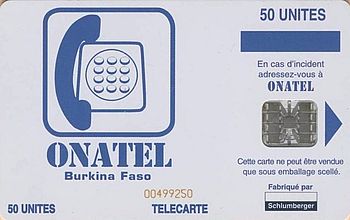 50 UNITES
En cas d'incident
adressez-vous à
ONATEL
ONATEL
Burkina Faso
Cette carte ne peut être vendue
que sous emballage scellé.
00499250
Fabriqué par
Schlumberger
50 UNITES
TELECARTE